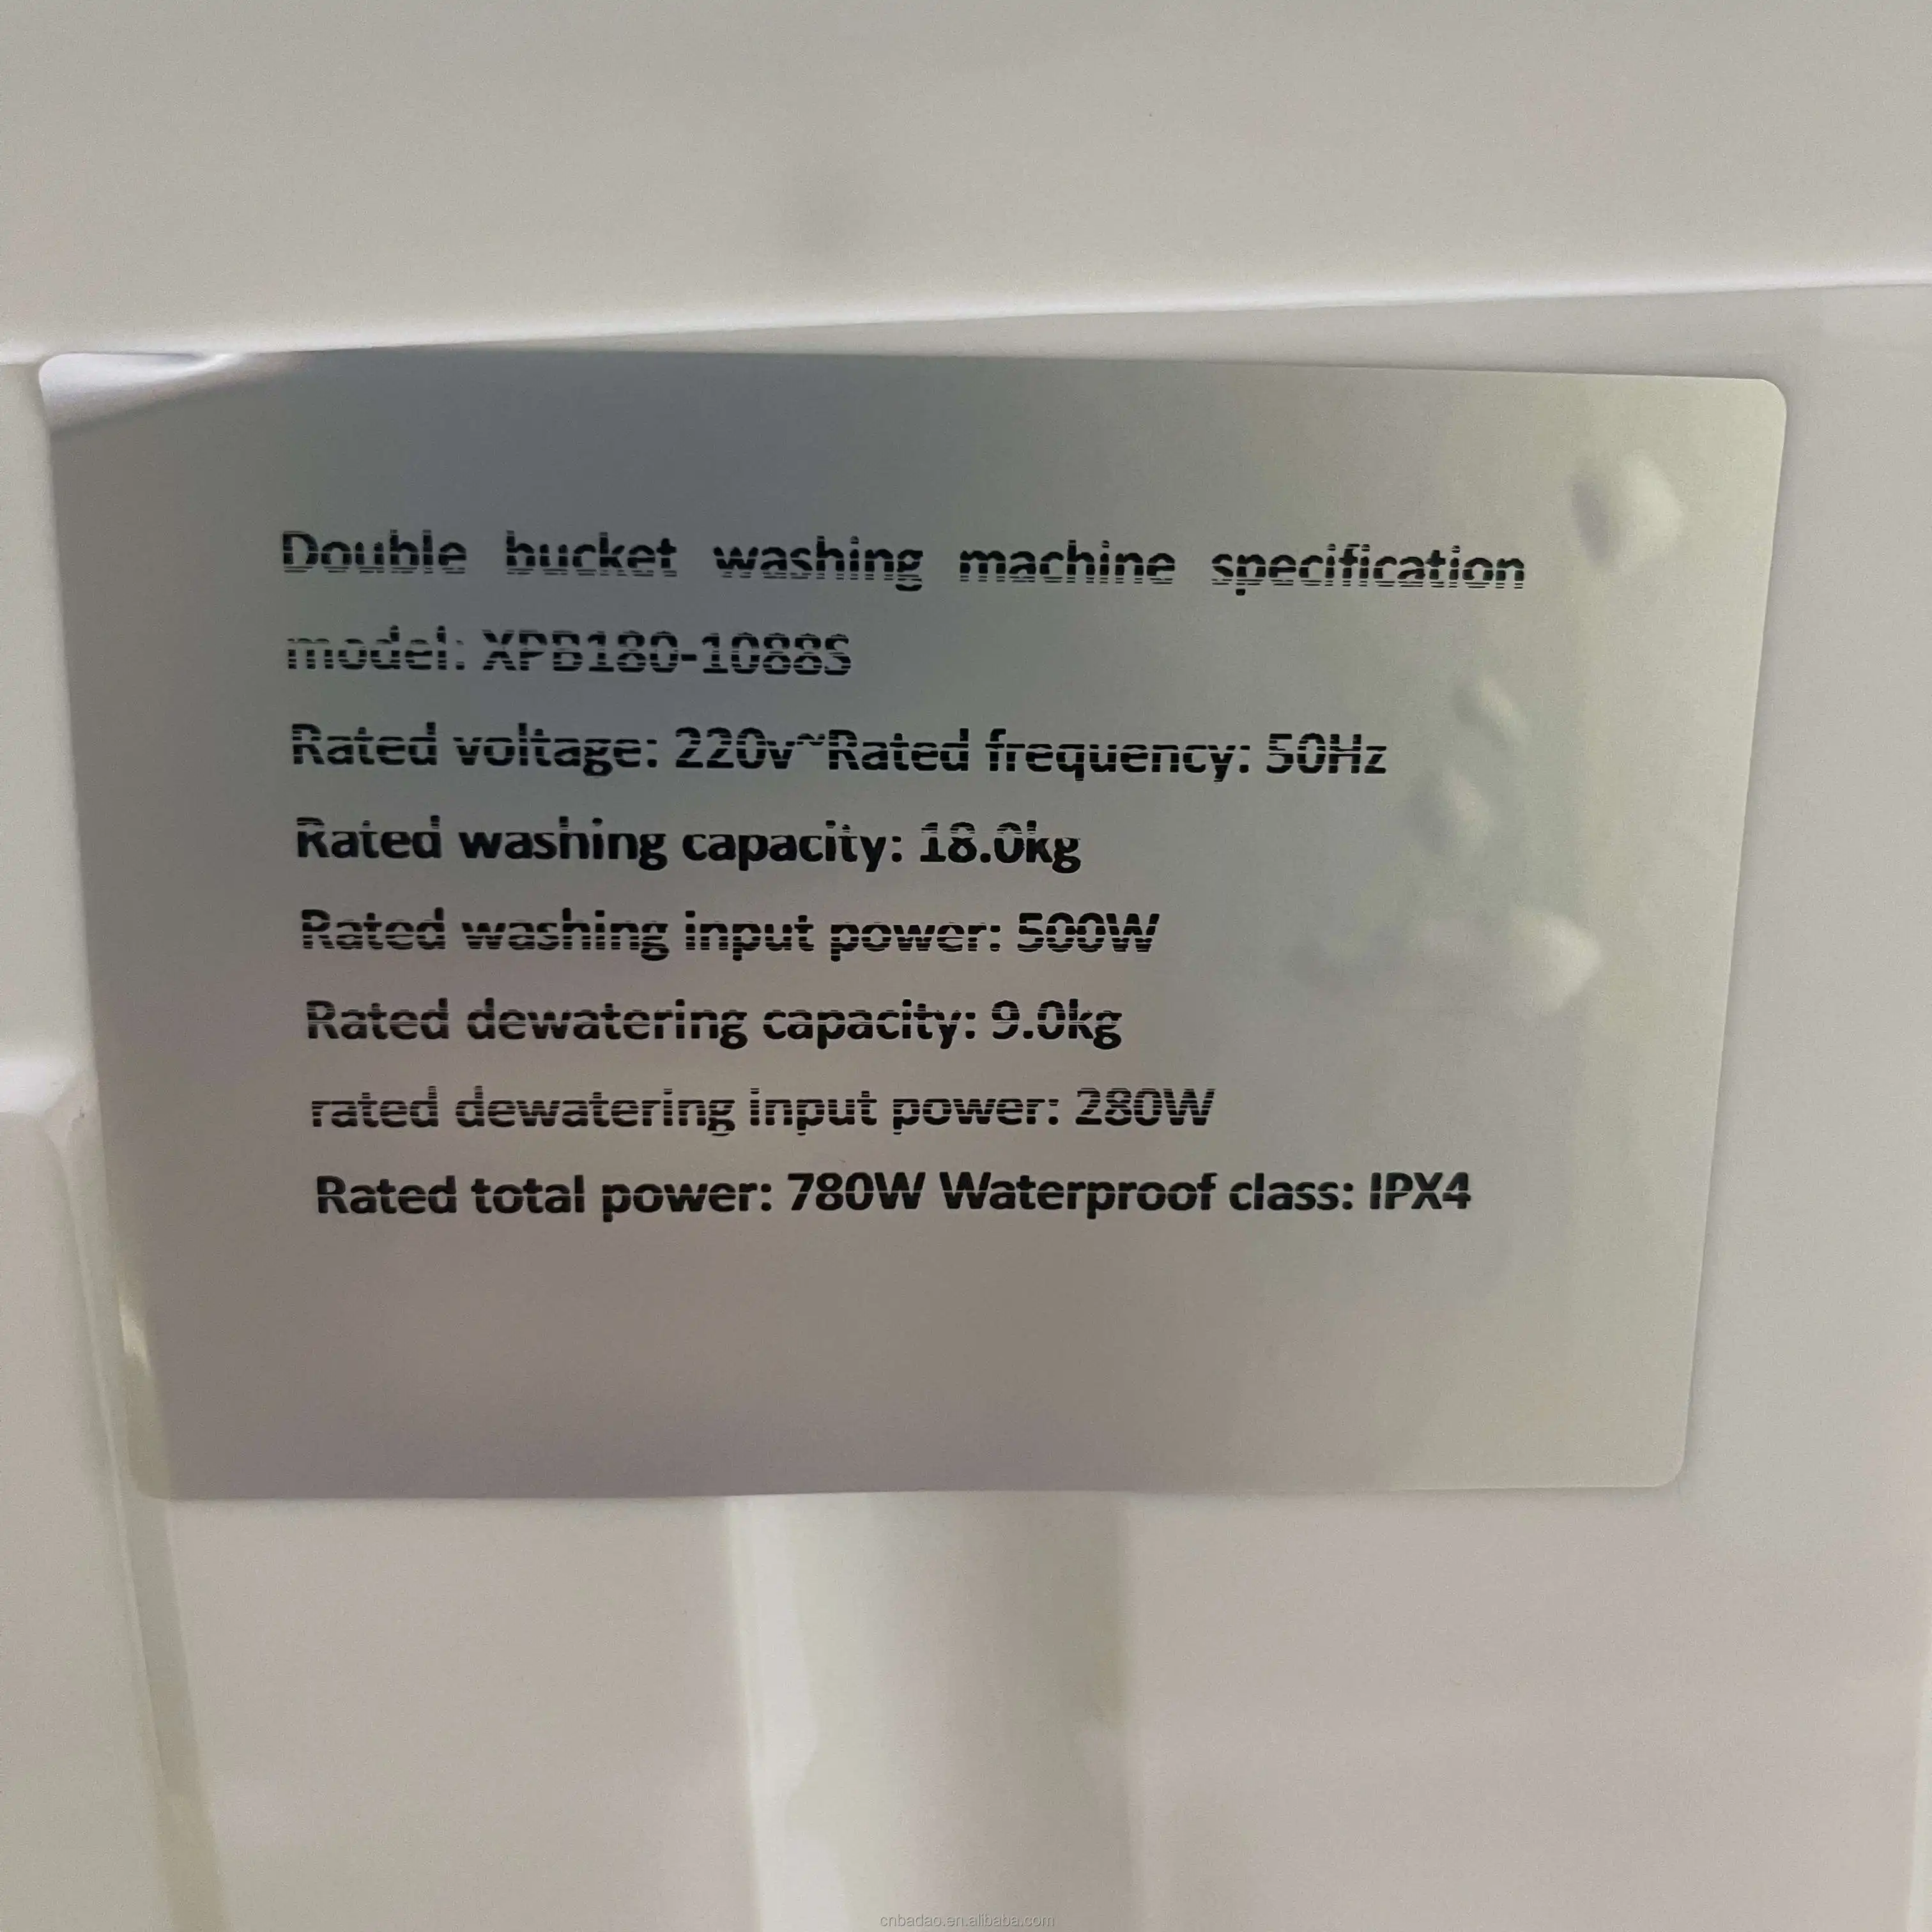 Double bucket washing machine specification
model: XPB180-1088S
Rated voltage: 220v~Rated frequency: 50Hz
Rated washing capacity: 18.0kg
Rated washing input power: 500W
Rated dewatering capacity: 9.0kg
rated dewatering input power: 280W
Rated total power: 780W Waterproof class: IPX4
cnbadao.en.alibaba.com